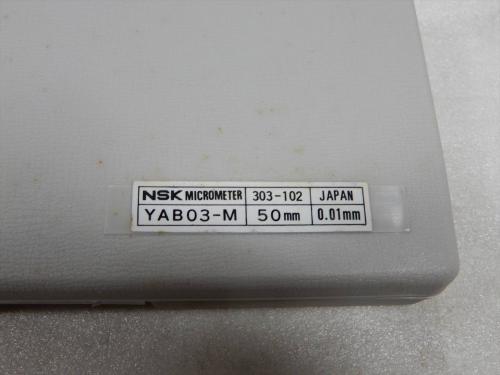 NSK MICROMETER 303-102 JAPAN
YAB03-M 50mm 0.01mm